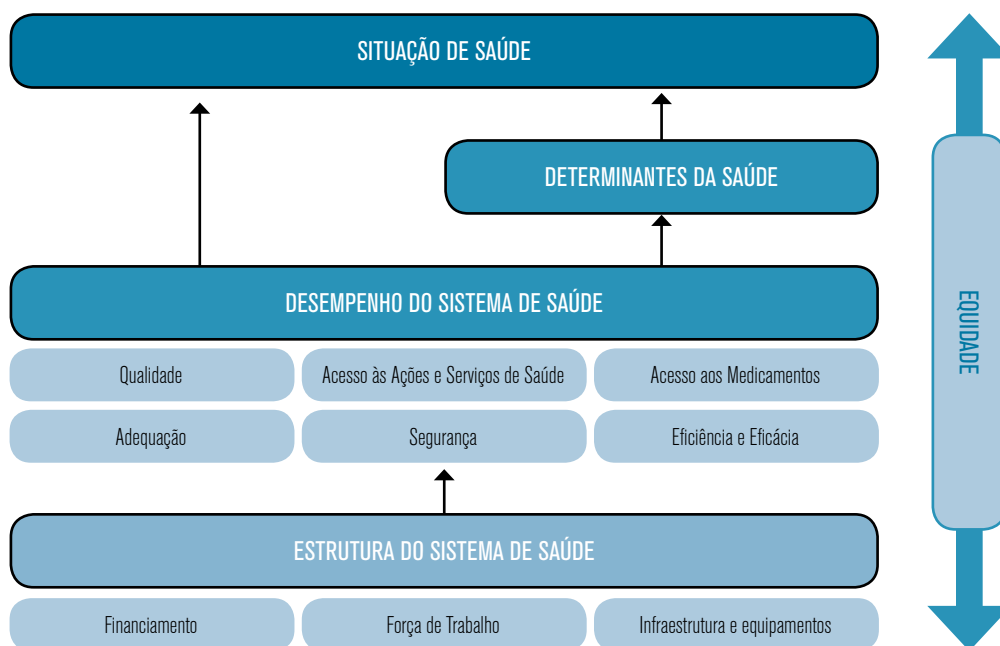 SITUAÇÃO DE SAÚDE
DETERMINANTES DA SAÚDE
DESEMPENHO DO SISTEMA DE SAÚDE
Qualidade
Acesso às Ações e Serviços de Saúde
Acesso aos Medicamentos
Adequação
Segurança
Eficiência e Eficácia
ESTRUTURA DO SISTEMA DE SAÚDE
Financiamento
Força de Trabalho
Infraestrutura e equipamentos
EQUIDADE